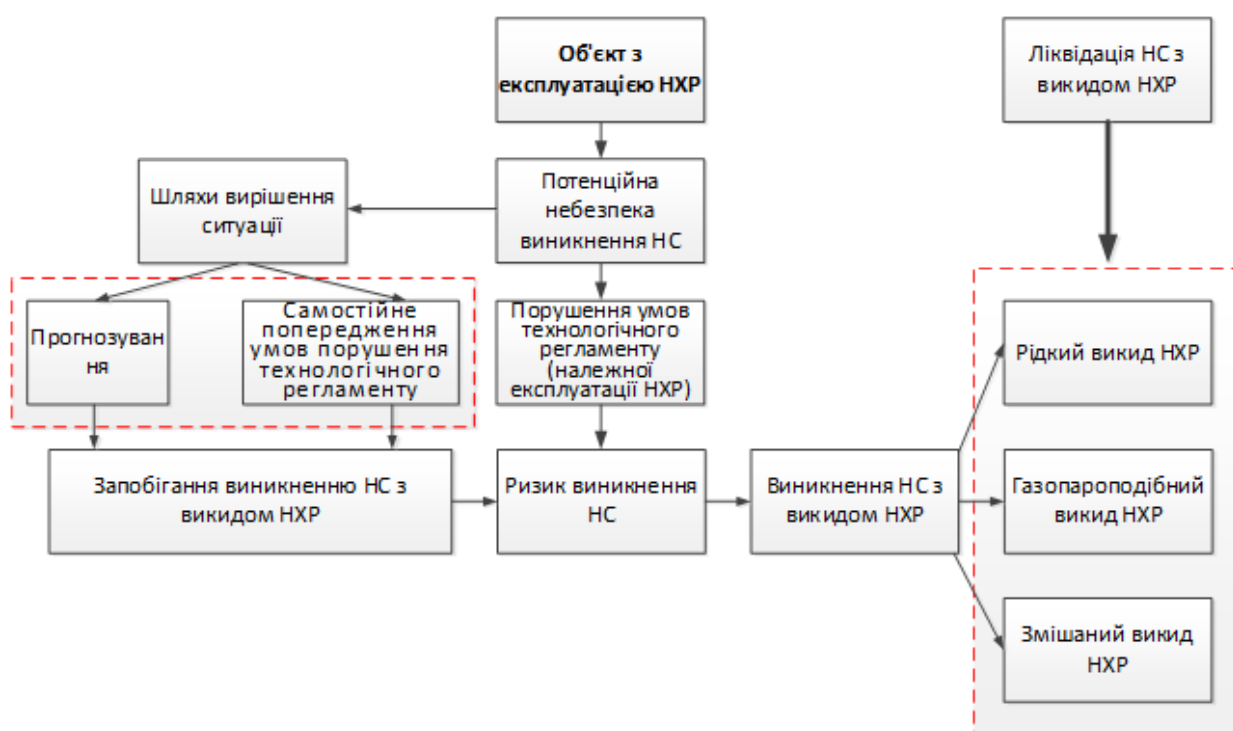 Об'єкт з
експлуатацією НХР
Ліквідація НС з
викидом НХР
Шляхи вирішення
ситуації
Потенційна
небезпека
виникнення НС
Прогнозуван
ня
Самостійне
попередження
умов порушення
технологічного
регламенту
Порушення умов
технологічного
регламенту
(належної
експлуатації НХР)
Рідкий викид НХР
Запобігання виникненню НС з
викидом НХР
Ризик виникнення
НС
Виникнення НС з
викидом НХР
Газопароподібний
викид НХР
Змішаний викид
НХР